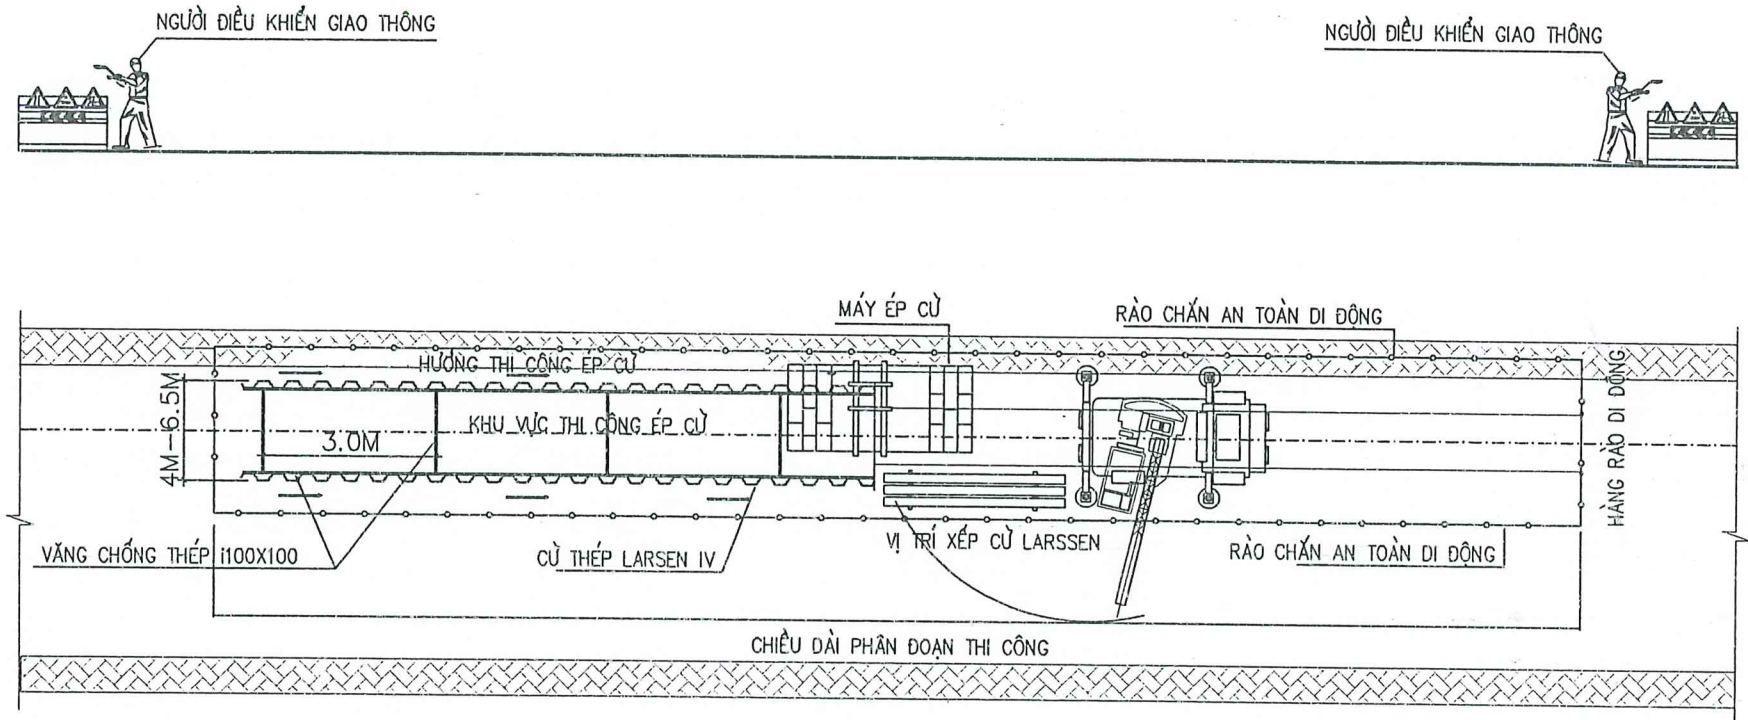 NGƯỜI ĐIỀU KHIỂN GIAO THÔNG
NGƯỜI ĐIỀU KHIỂN GIAO THÔNG
MÁY ÉP CỪ
RÀO CHẮN AN TOÀN DI ĐỘNG
HƯỚNG THI CÔNG ÉP CỪ
4M-6.5M
KHU VỰC THI CÔNG ÉP CỪ
3.0M
HÀNG RÀO DI ĐỘNG
VĂNG CHỐNG THÉP i100X100
CỪ THÉP LARSEN IV
VỊ TRÍ XẾP CỪ LARSSEN
RÀO CHẮN AN TOÀN DI ĐỘNG
CHIỀU DÀI PHÂN ĐOẠN THI CÔNG